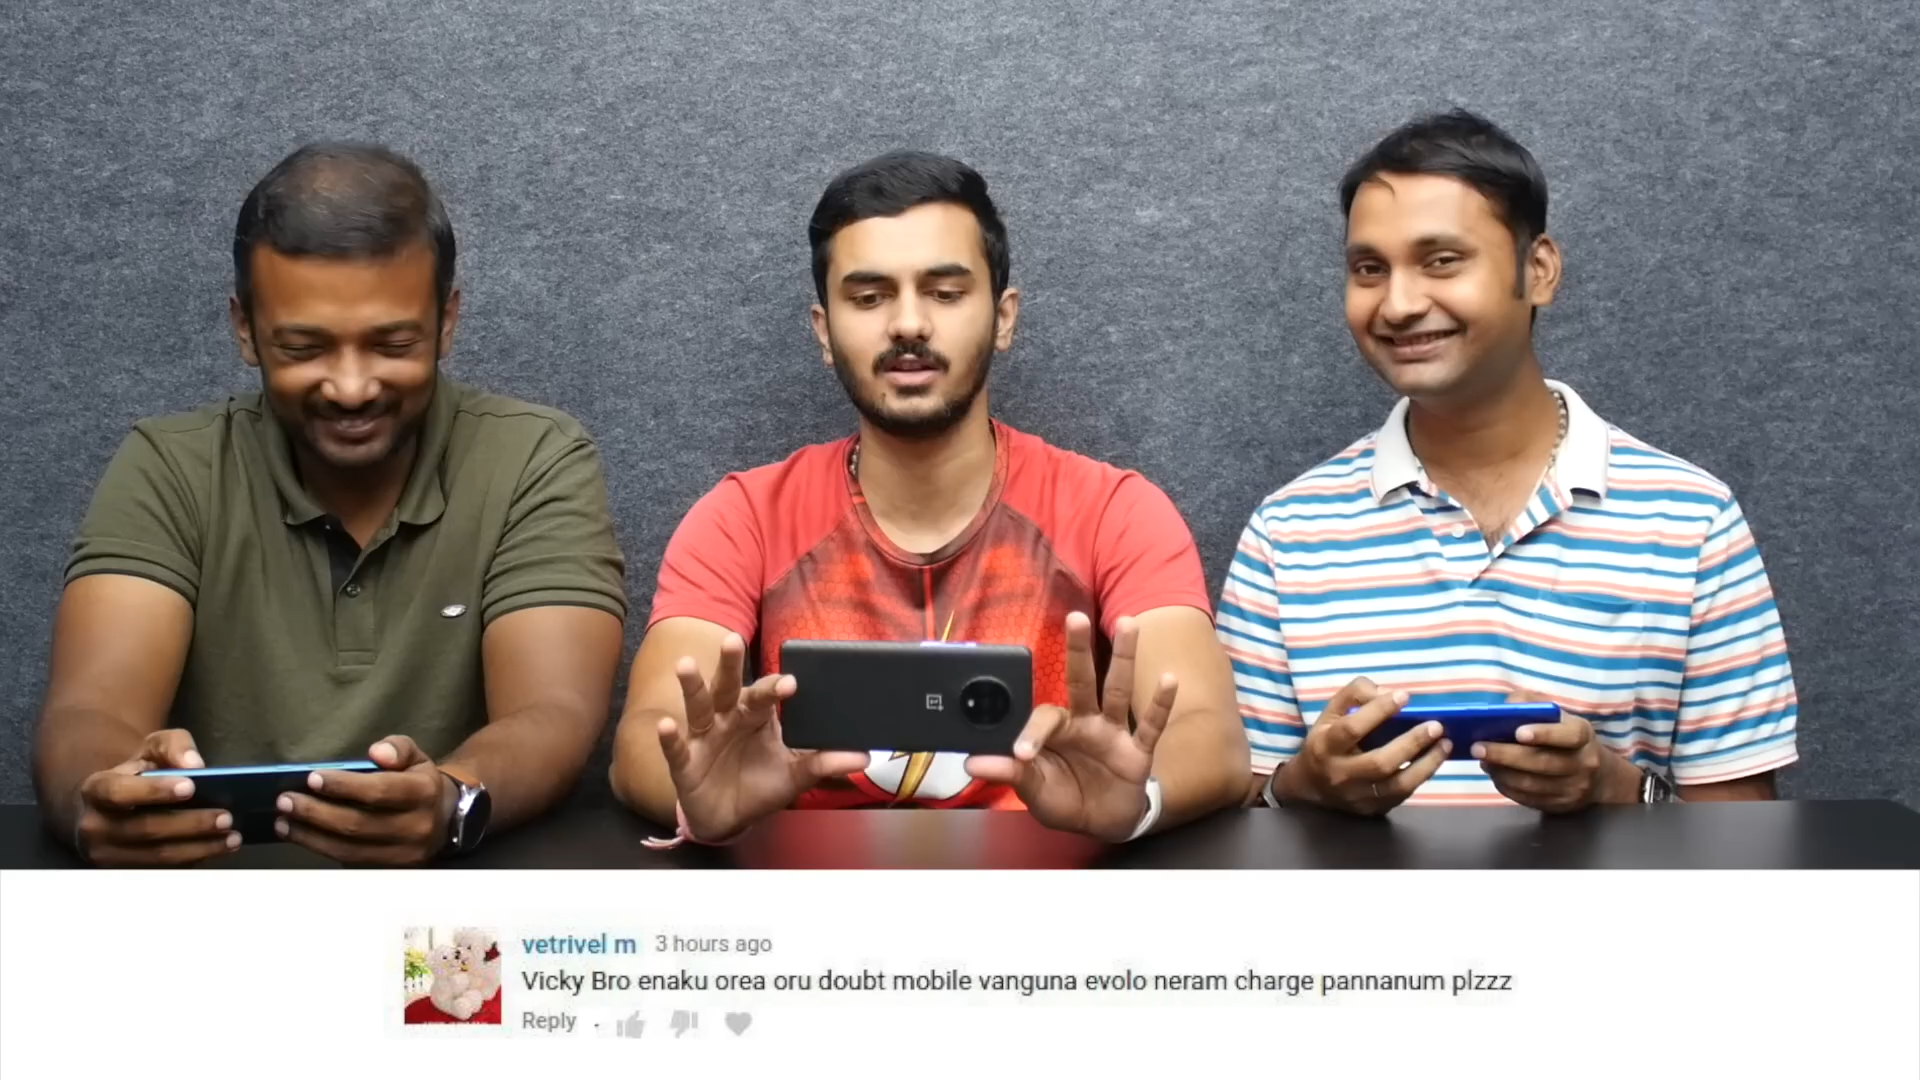 vetrivel m 3 hours ago
Vicky Bro enaku orea oru doubt mobile vanguna evolo neram charge pannanum plzzz
Reply